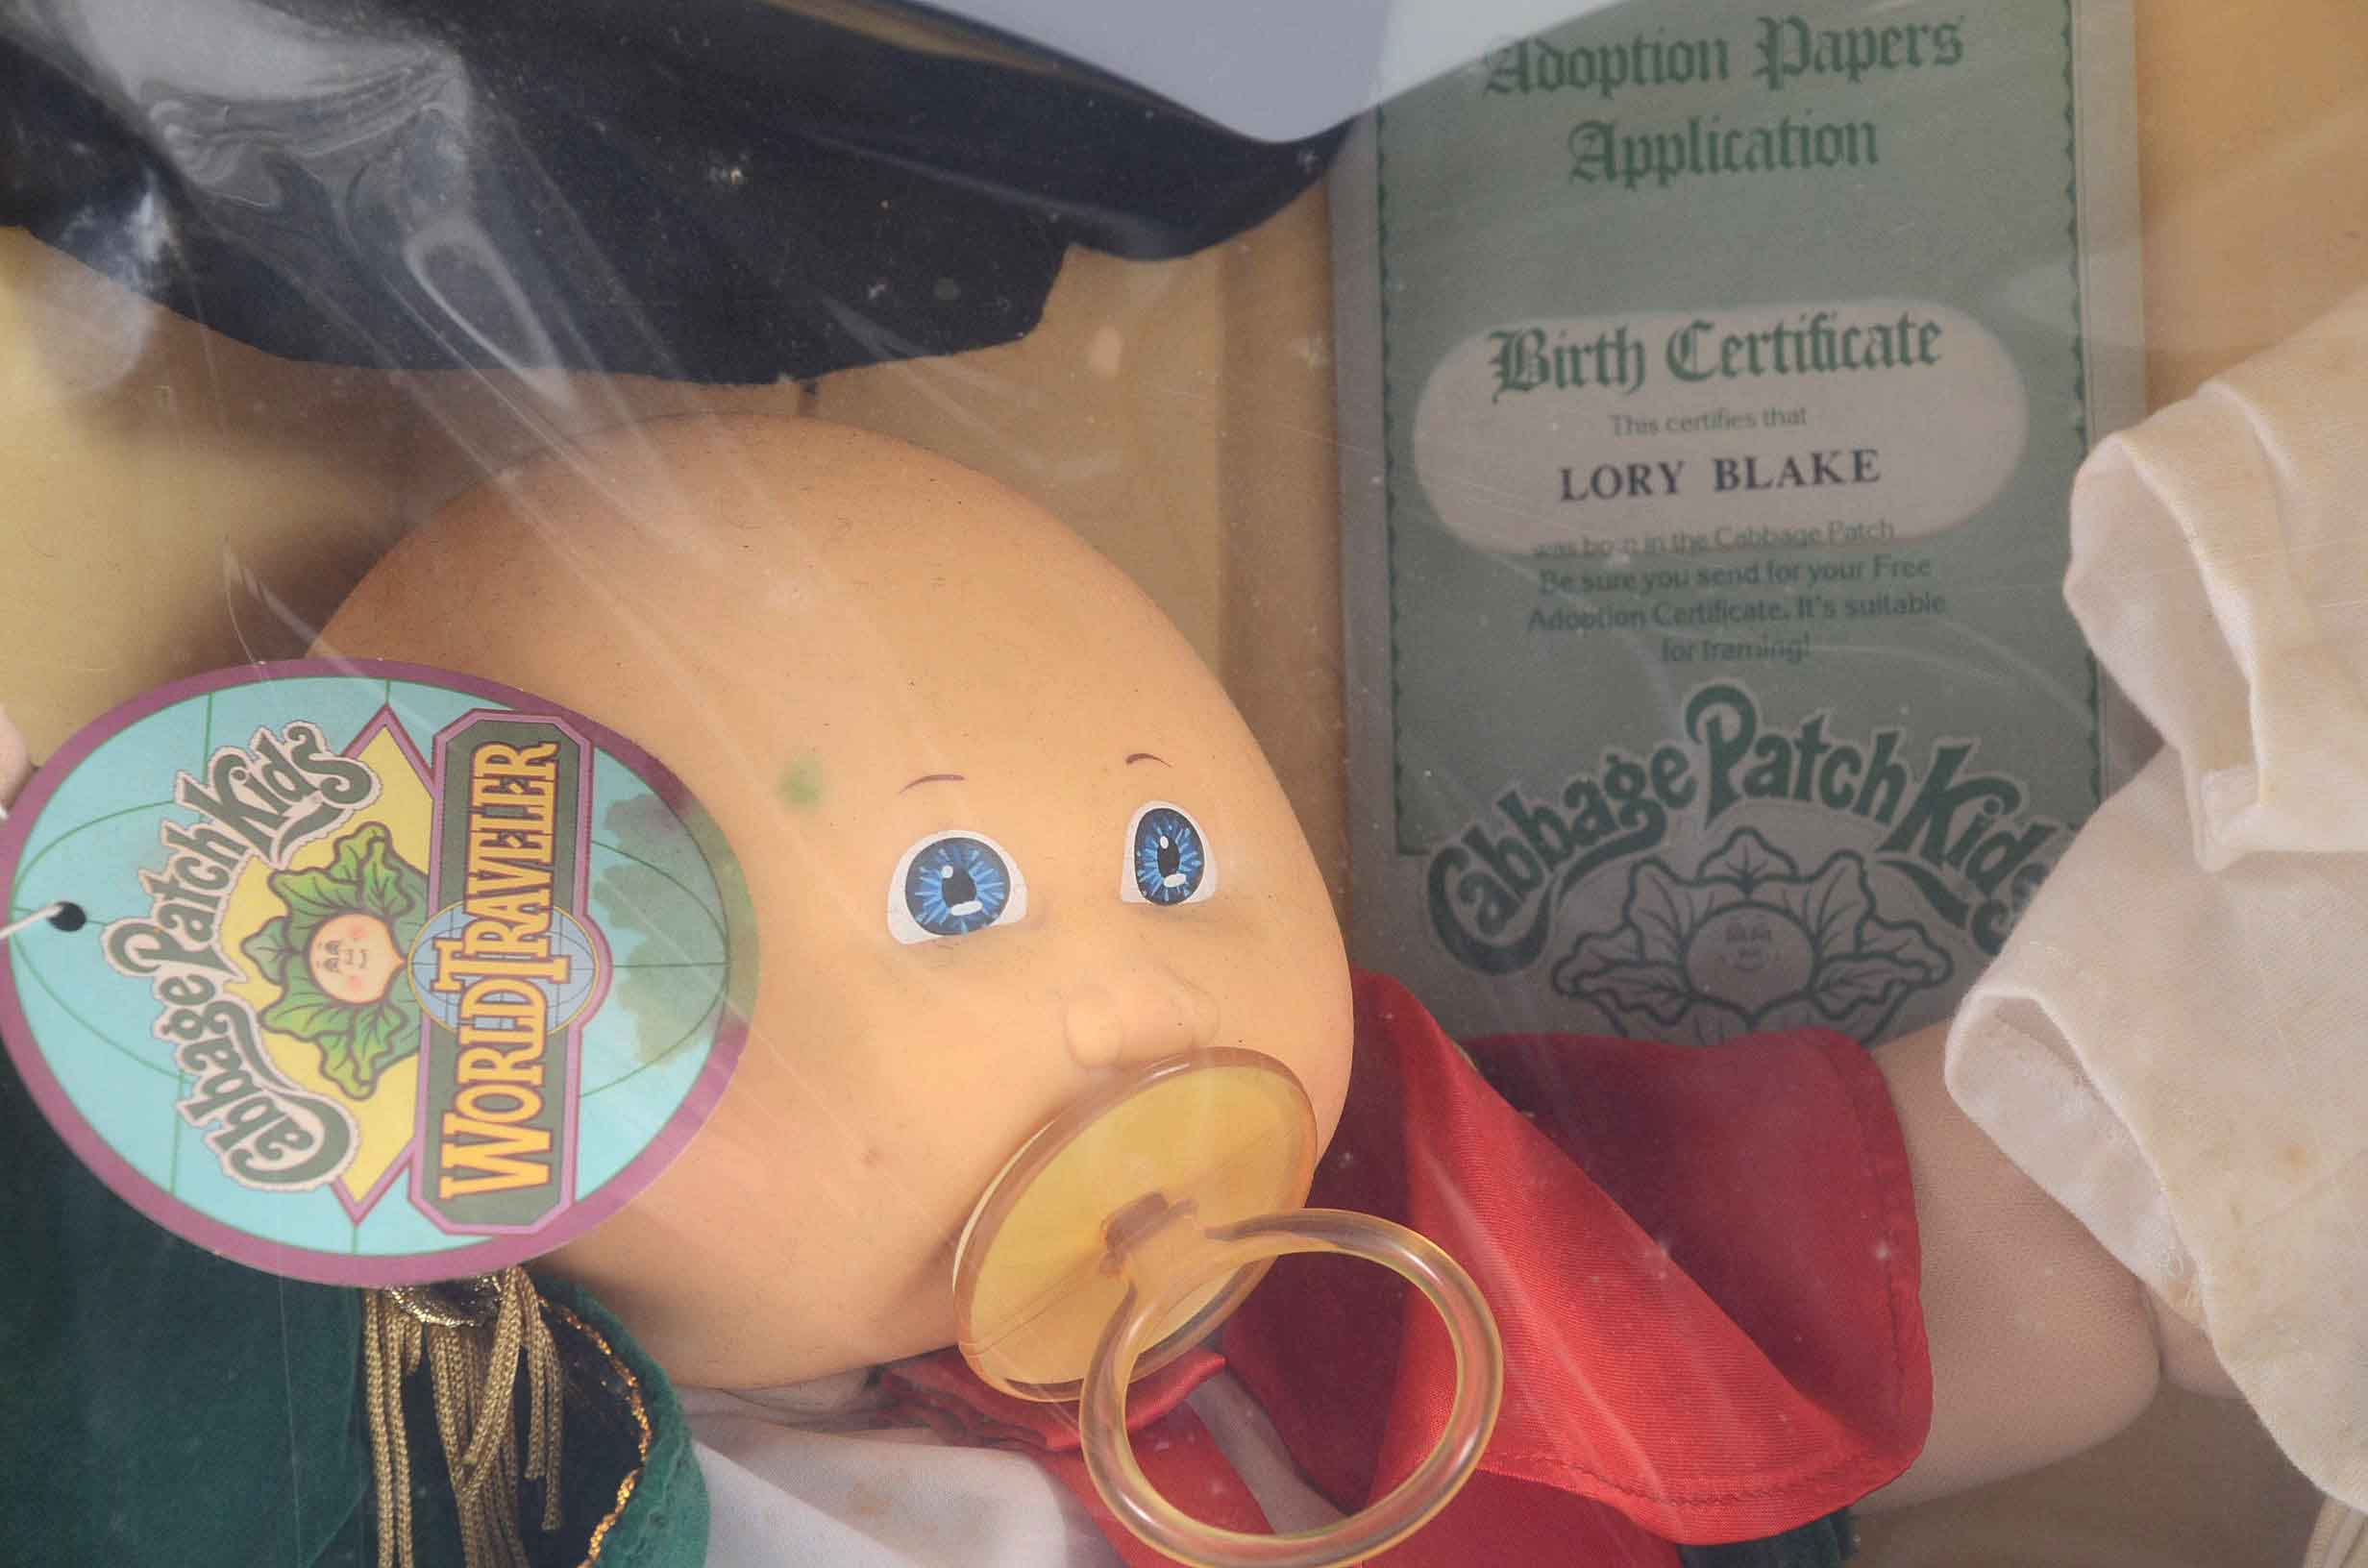 Adoption Papers
Application
Birth Certificate
This certifies that
LORY BLAKE
was born in the Cabbage Patch
Be sure you send for your Free
Adoption Certificate. It's suitable
for framing!
Cabbage Patch Kids
Cabbage Patch Kids
WORLD TRAVELER